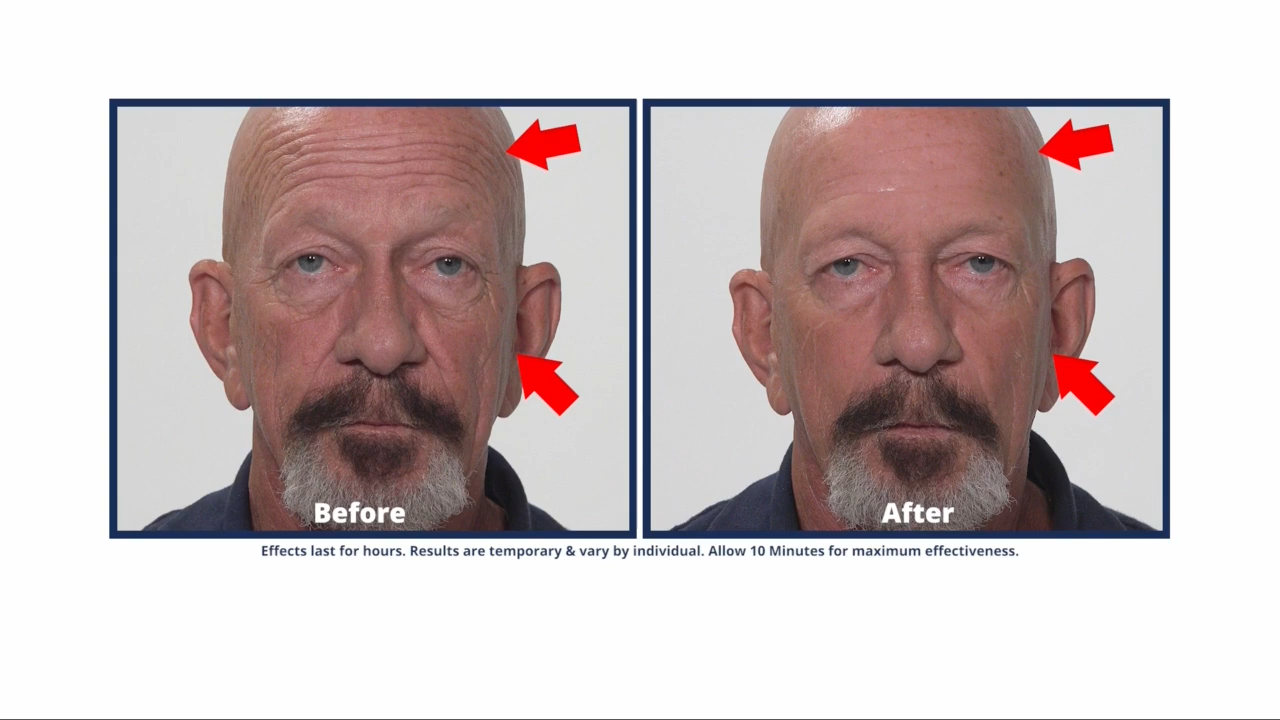 Before
After
Effects last for hours. Results are temporary & vary by individual. Allow 10 Minutes for maximum effectiveness.